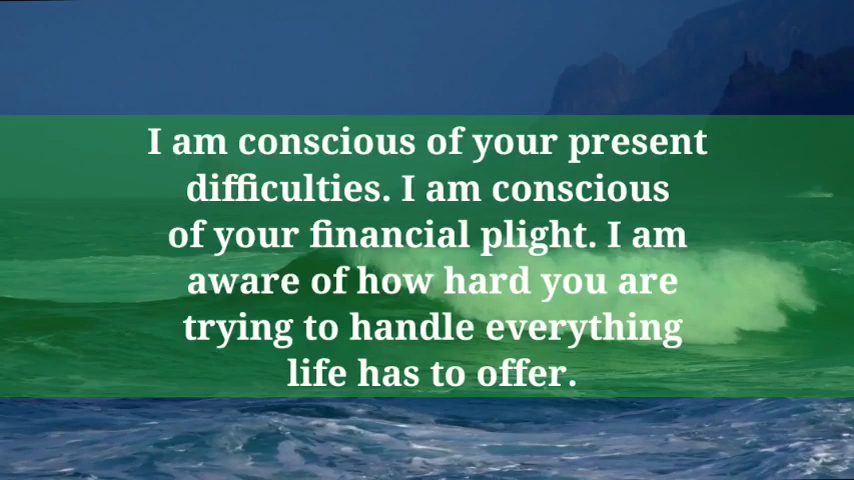 I am conscious of your present
difficulties. I am conscious
of your financial plight. I am
aware of how hard you are
trying to handle everything
life has to offer.